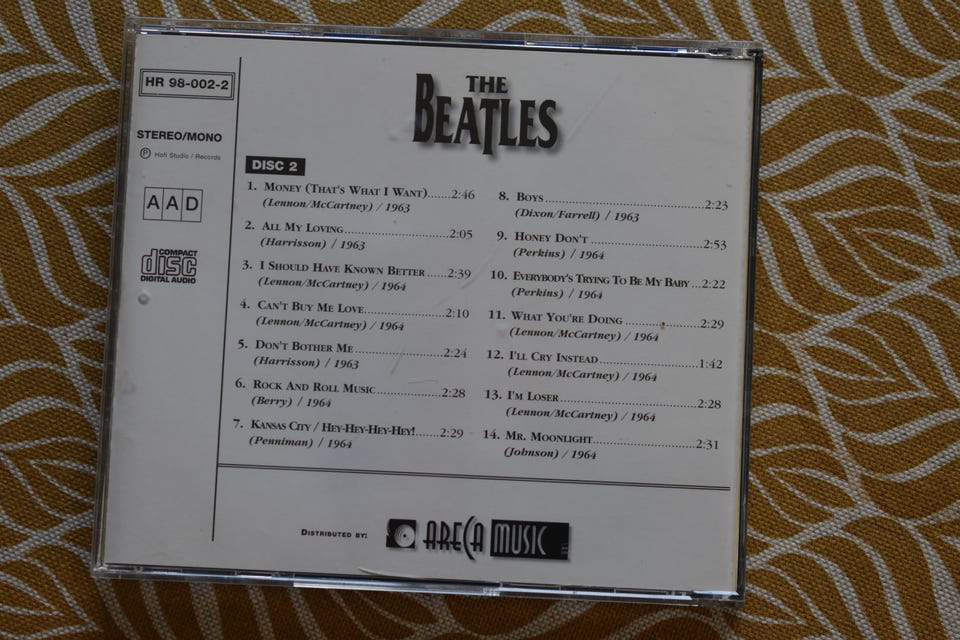 HR 98-002-2
STEREO/MONO
Ⓟ Hofi Studio / Records
AAD
COMPACT
disc
DIGITAL AUDIO
THE
BEATLES
DISC 2
1. MONEY (THAT'S WHAT I WANT)......2:46
(Lennon/McCartney) / 1963
2. ALL MY LOVING..................2:05
(Harrisson) / 1963
3. I SHOULD HAVE KNOWN BETTER.....2:39
(Lennon/McCartney) / 1964
4. CAN'T BUY ME LOVE..............2:10
(Lennon/McCartney) / 1964
5. DON'T BOTHER ME................2:24
(Harrisson) / 1963
6. ROCK AND ROLL MUSIC............2:28
(Berry) / 1964
7. KANSAS CITY / HEY-HEY-HEY-HEY!......2:29
(Penniman) / 1964
8. BOYS...........................2:23
(Dixon/Farrell) / 1963
9. HONEY DON'T....................2:53
(Perkins) / 1964
10. EVERYBODY'S TRYING TO BE MY BABY...2:22
(Perkins) / 1964
11. WHAT YOU'RE DOING.............2:29
(Lennon/McCartney) / 1964
12. I'LL CRY INSTEAD..............1:42
(Lennon/McCartney) / 1964
13. I'M LOSER.....................2:28
(Lennon/McCartney) / 1964
14. MR. MOONLIGHT.................2:31
(Johnson) / 1964
DISTRIBUTED BY:
ARECA MUSIC